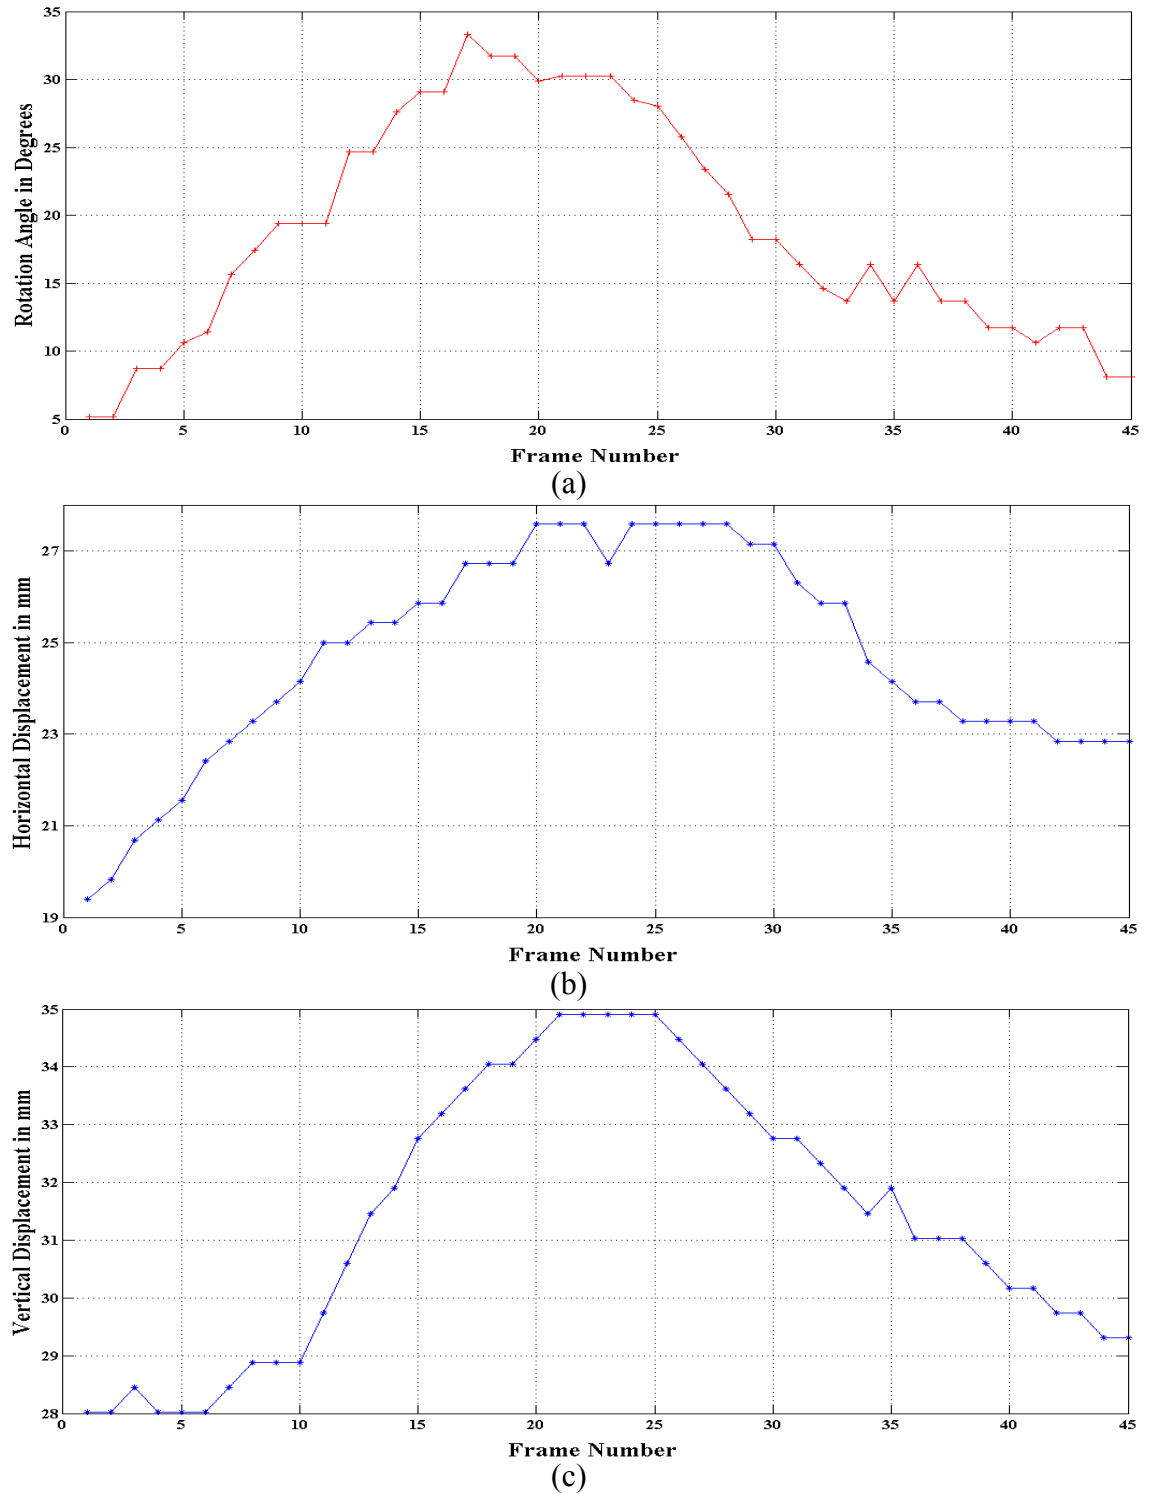 35
30
25
20
15
10
5
Rotation Angle in Degrees
0 5 10 15 20 25 30 35 40 45
Frame Number
(a)
27
25
23
21
19
Horizontal Displacement in mm
0 5 10 15 20 25 30 35 40 45
Frame Number
(b)
35
34
33
32
31
30
29
28
Vertical Displacement in mm
0 5 10 15 20 25 30 35 40 45
Frame Number
(c)